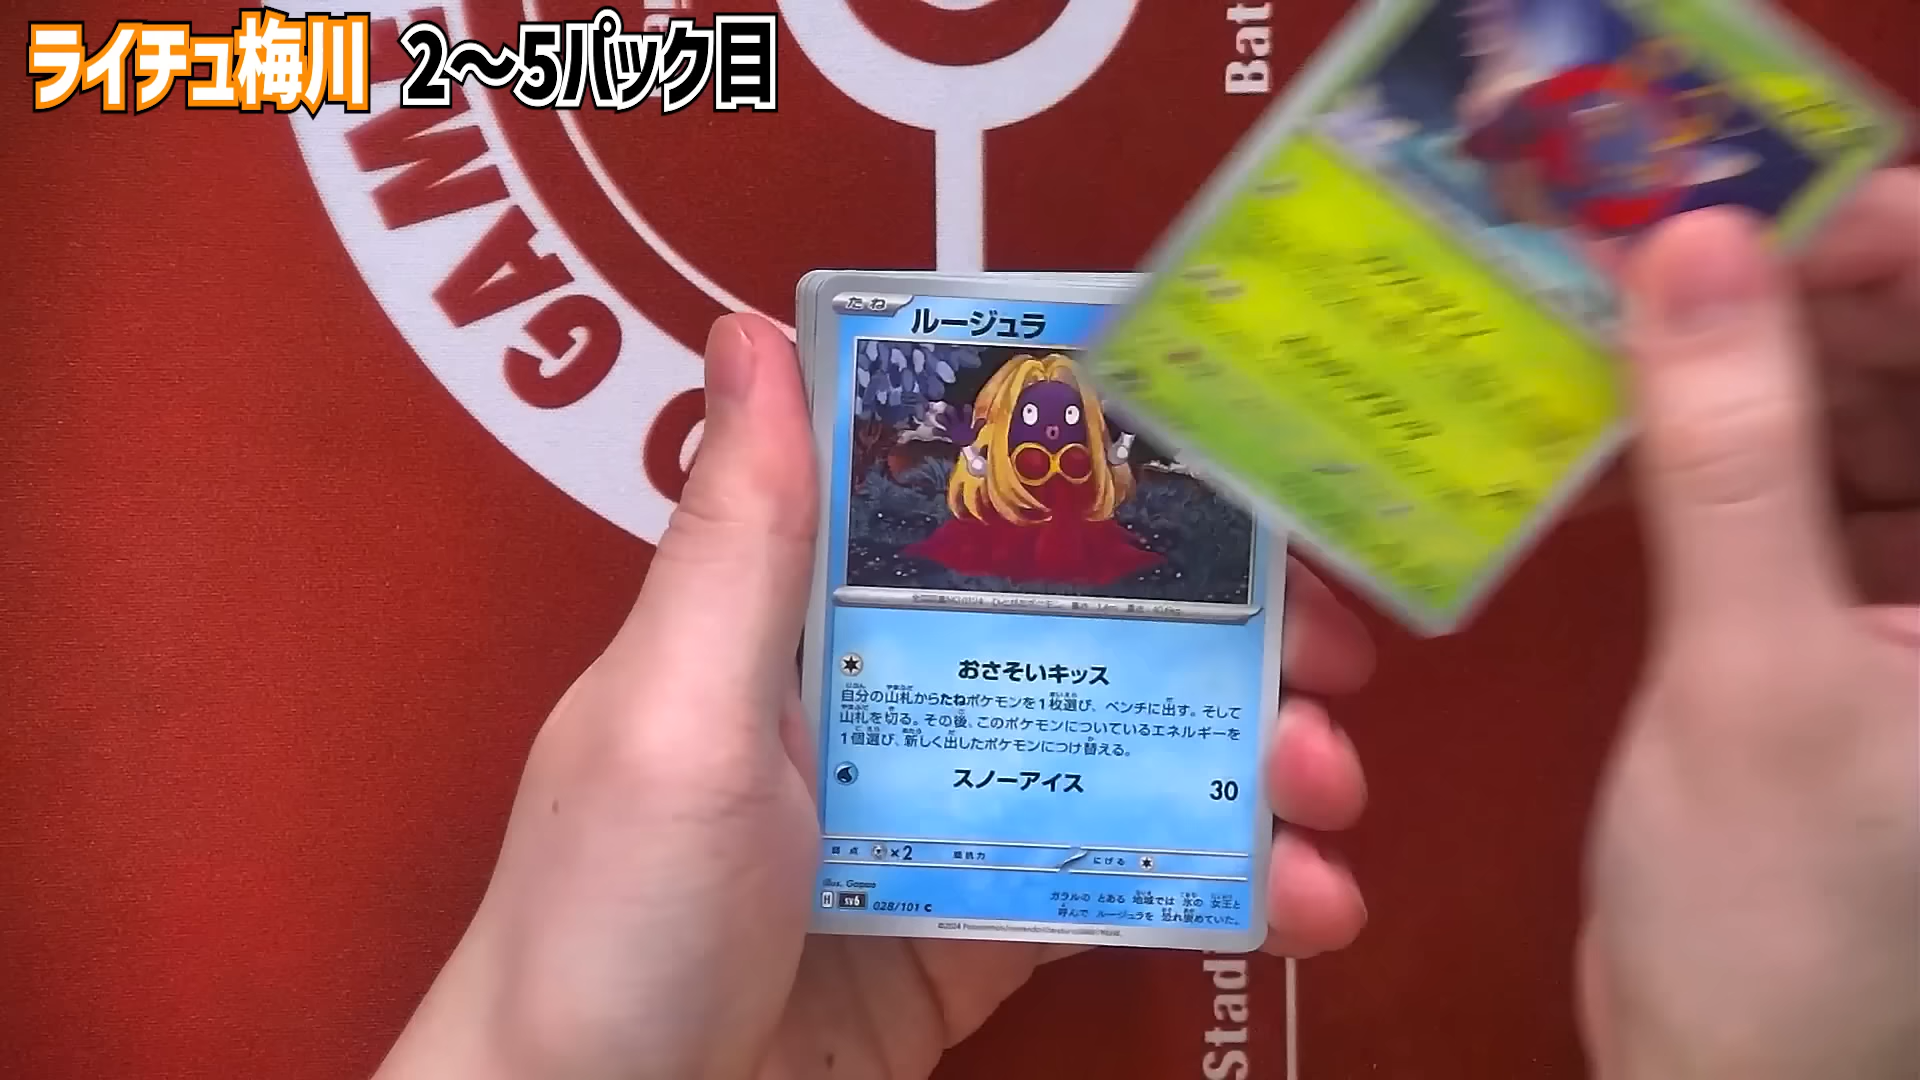 ライチュ梅川 2〜5パック目
Bat
GAM
たね
ルージュラ
おさそいキッス
自分の山札からたねポケモンを1枚選び、ベンチに出す。そして
山札を切る。その後、このポケモンについているエネルギーを
1個選び、新しく出したポケモンにつけ替える。
スノーアイス 30
弱点 ×2 抵抗力 にげる
illus. Gapao
H sv6 028/101 C
ガラルの とある 地域では 氷の 女王と
呼んで ルージュラを 恐れ崇めていた。
Stadi